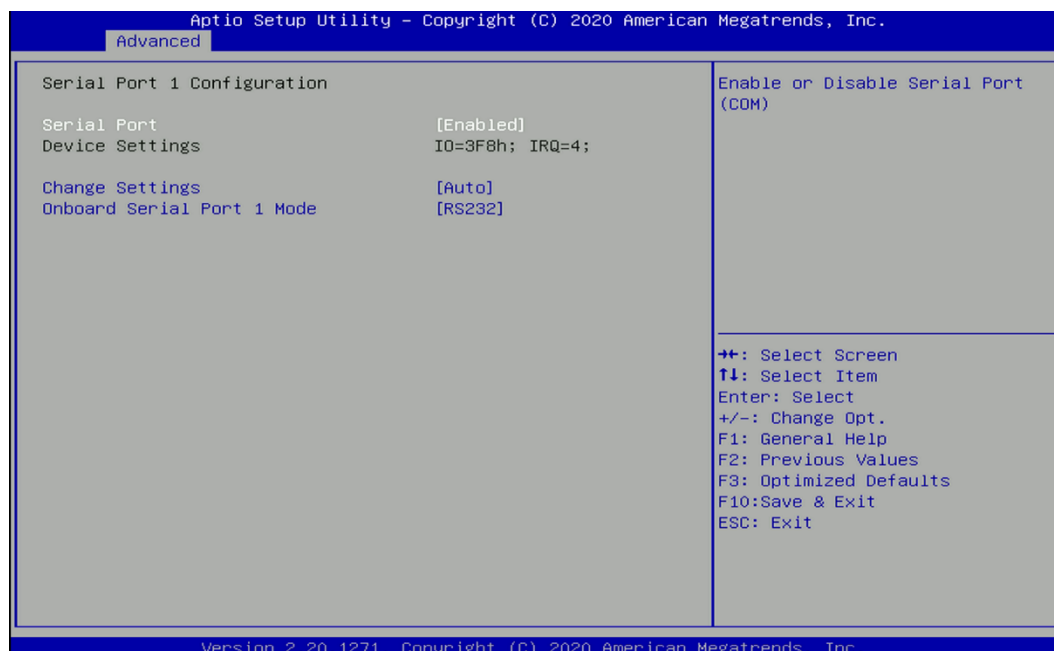 Aptio Setup Utility – Copyright (C) 2020 American Megatrends, Inc.
Advanced
Serial Port 1 Configuration
Serial Port [Enabled]
Device Settings IO=3F8h; IRQ=4;
Change Settings [Auto]
Onboard Serial Port 1 Mode [RS232]
Enable or Disable Serial Port
(COM)
→←: Select Screen
↑↓: Select Item
Enter: Select
+/-: Change Opt.
F1: General Help
F2: Previous Values
F3: Optimized Defaults
F10:Save & Exit
ESC: Exit
Version 2.20.1271. Copyright (C) 2020 American Megatrends, Inc.